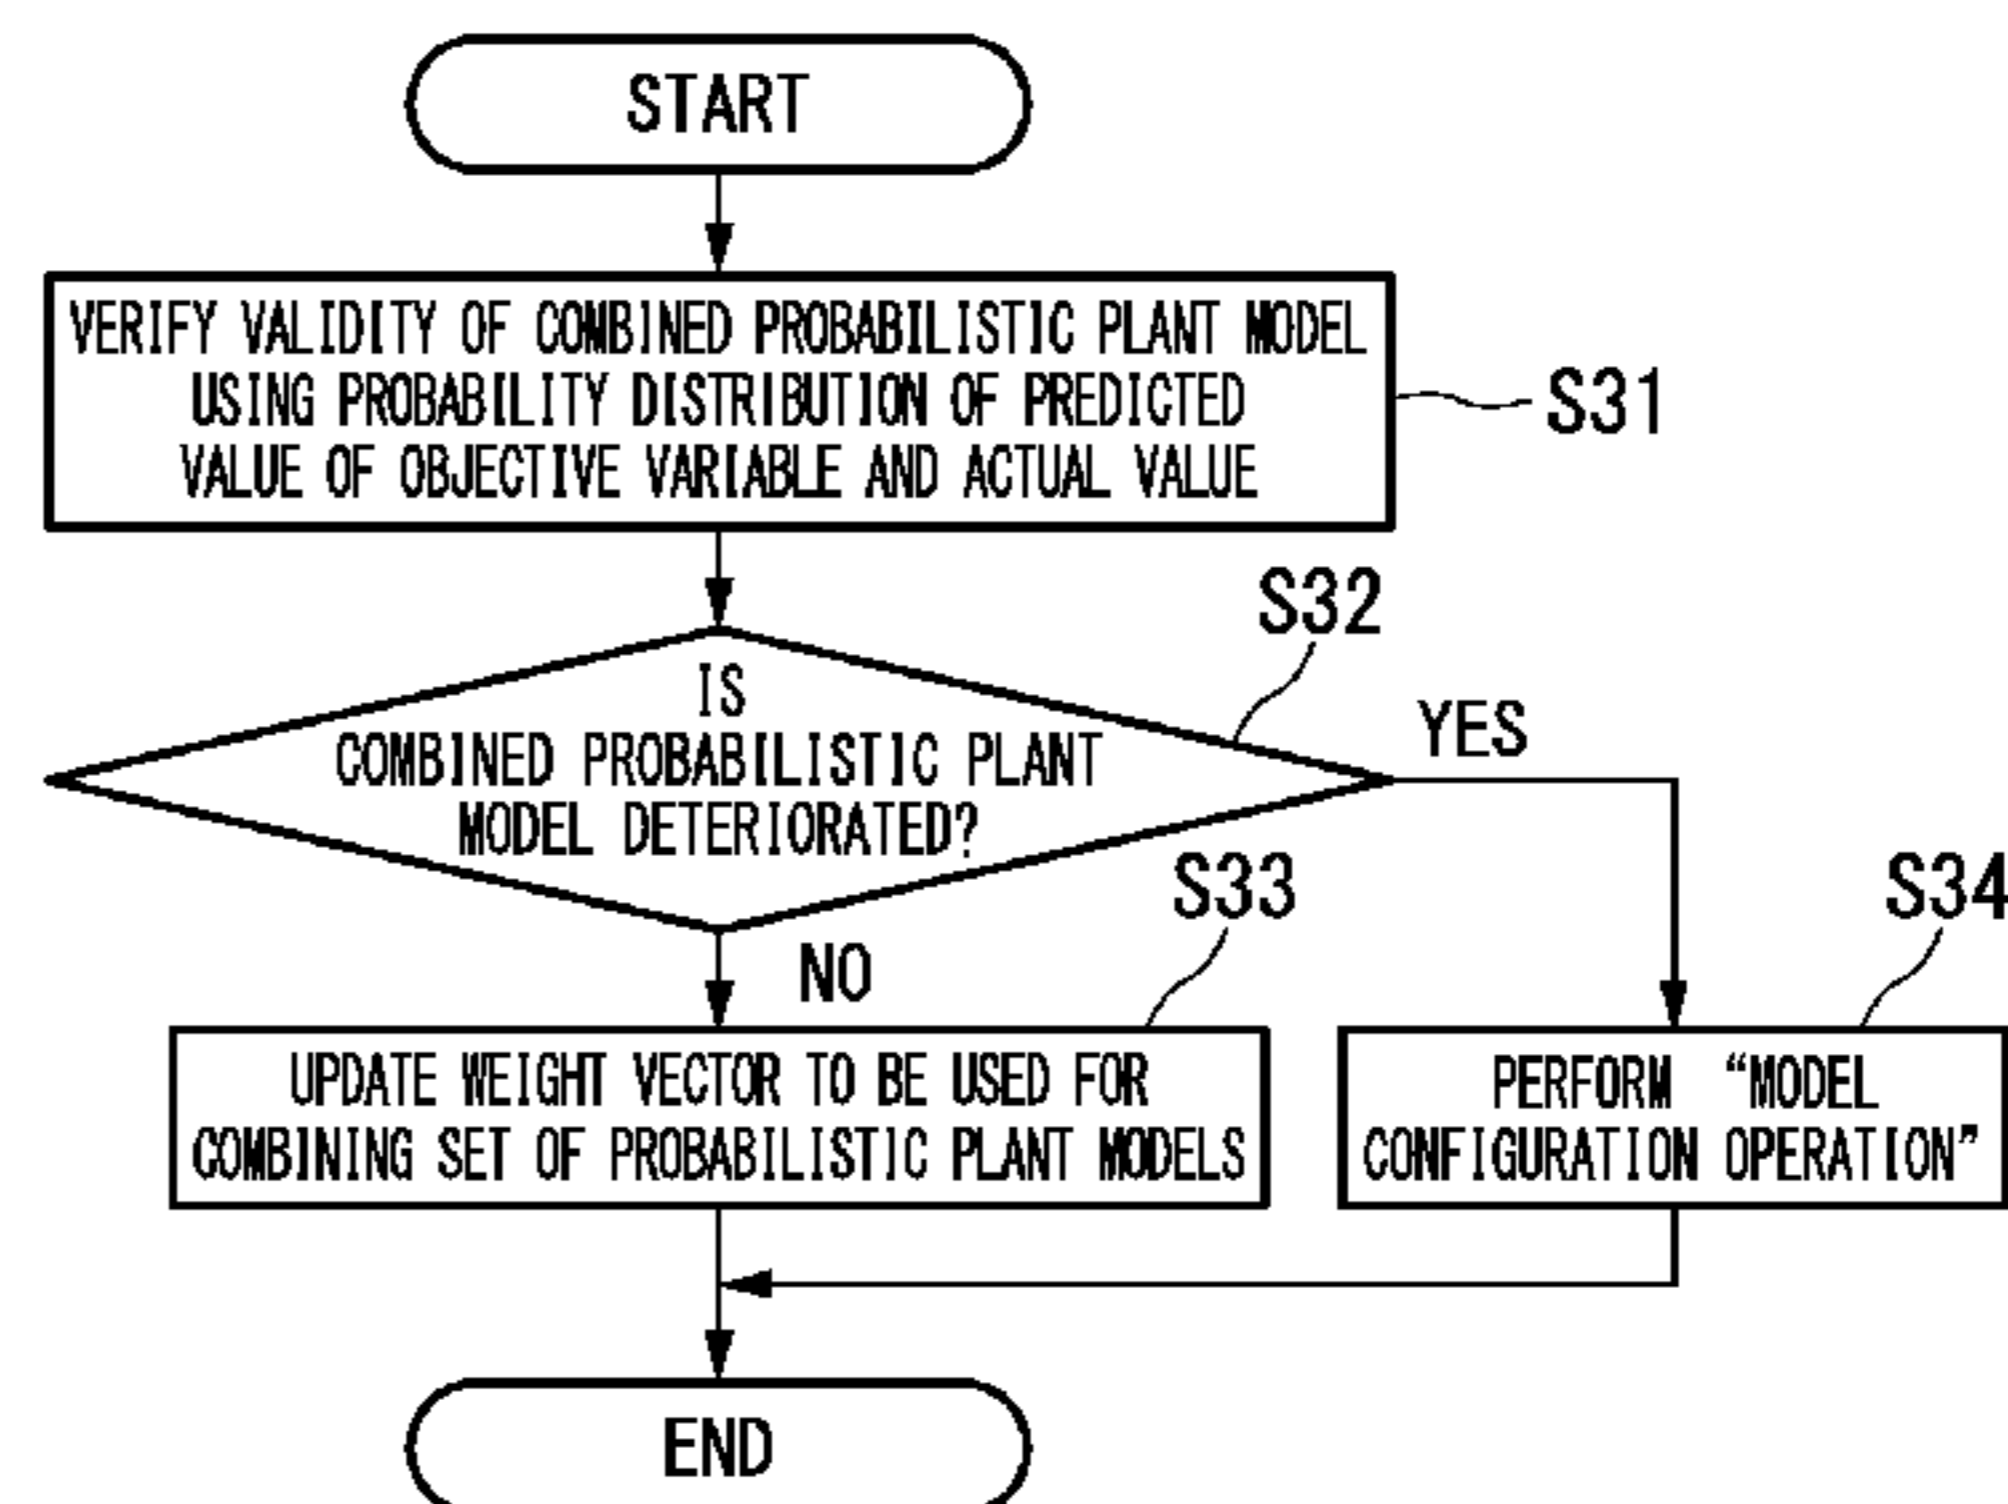 START
VERIFY VALIDITY OF COMBINED PROBABILISTIC PLANT MODEL
USING PROBABILITY DISTRIBUTION OF PREDICTED
VALUE OF OBJECTIVE VARIABLE AND ACTUAL VALUE
S31
S32
IS
COMBINED PROBABILISTIC PLANT
MODEL DETERIORATED?
YES
NO
S33
S34
UPDATE WEIGHT VECTOR TO BE USED FOR
COMBINING SET OF PROBABILISTIC PLANT MODELS
PERFORM “MODEL
CONFIGURATION OPERATION”
END